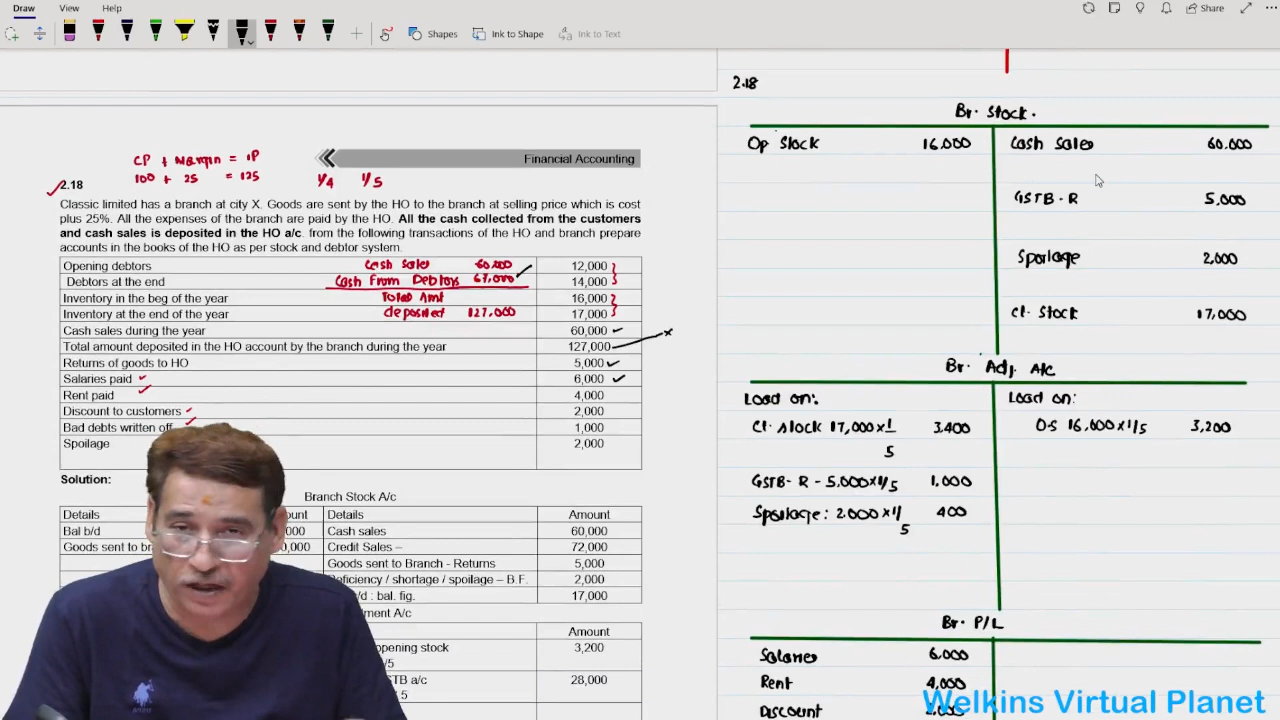 Draw View Help
Share
Shapes
Ink to Shape
Ink to Text
Financial Accounting
CP + Margin = IP
100 + 25 = 125 1/4 1/5
2.18
Classic limited has a branch at city X. Goods are sent by the HO to the branch at selling price which is cost
plus 25%. All the expenses of the branch are paid by the HO. All the cash collected from the customers
and cash sales is deposited in the HO a/c. from the following transactions of the HO and branch prepare
accounts in the books of the HO as per stock and debtor system.
Opening debtors Cash Sales 60,000 12,000
Debtors at the end Cash From Debtors 67,000 14,000
Inventory in the beg of the year Total Amt 16,000
Inventory at the end of the year deposited 127,000 17,000
Cash sales during the year 60,000
Total amount deposited in the HO account by the branch during the year 127,000
Returns of goods to HO 5,000
Salaries paid 6,000
Rent paid 4,000
Discount to customers 2,000
Bad debts written off 1,000
Spoilage 2,000
Solution:
Branch Stock A/c
Details Amount Details Amount
Bal b/d Cash sales 60,000
Goods sent to Credit Sales – 72,000
Goods sent to Branch - Returns 5,000
Deficiency / shortage / spoilage – B.F. 2,000
: bal. fig. 17,000
A/c
Amount
opening stock 3,200
/5
A/c 28,000
2.18
Br. Stock.
Op Stock 16,000 Cash Sales 60,000
GSTB - R 5,000
Spoilage 2,000
Cl. Stock 17,000
Br. Adj. A/c
Load on: Load on:
Cl. stock 17,000 x 1/5 3,400 O.S 16,000 x 1/5 3,200
GSTB - R - 5,000 x 1/5 1,000
Spoilage: 2,000 x 1/5 400
Br. P/L
Salaries 6,000
Rent 4,000
Discount
Welkins Virtual Planet